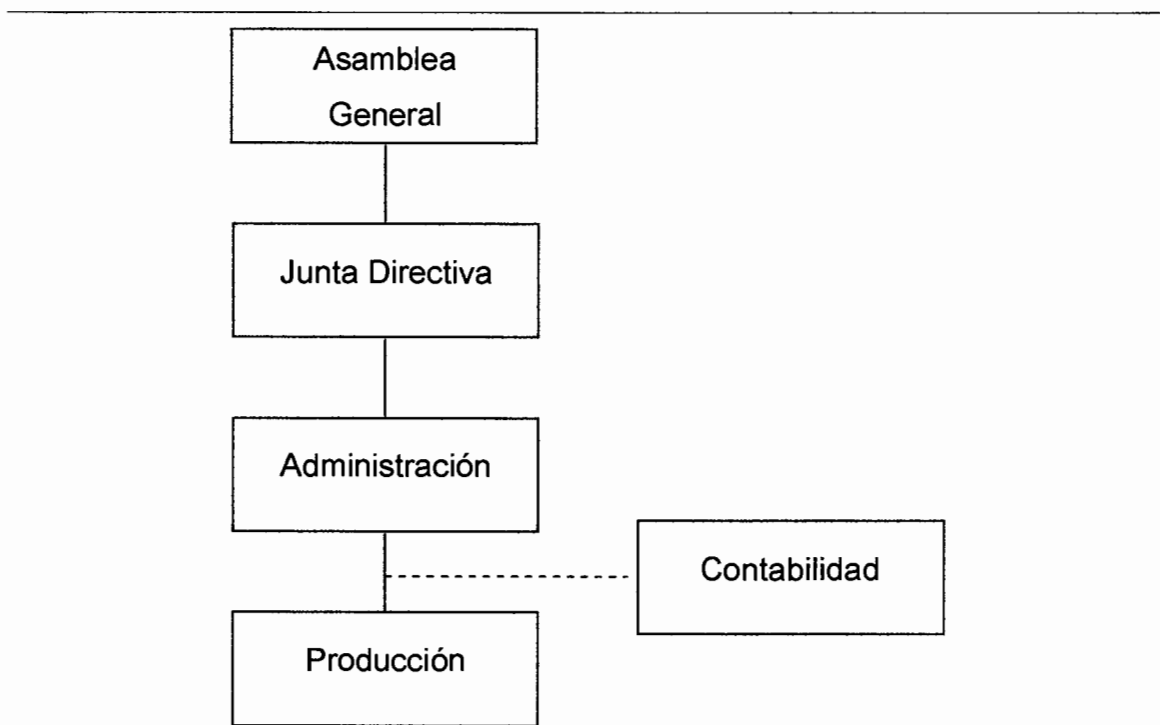 Asamblea
General
Junta Directiva
Administración
Contabilidad
Producción